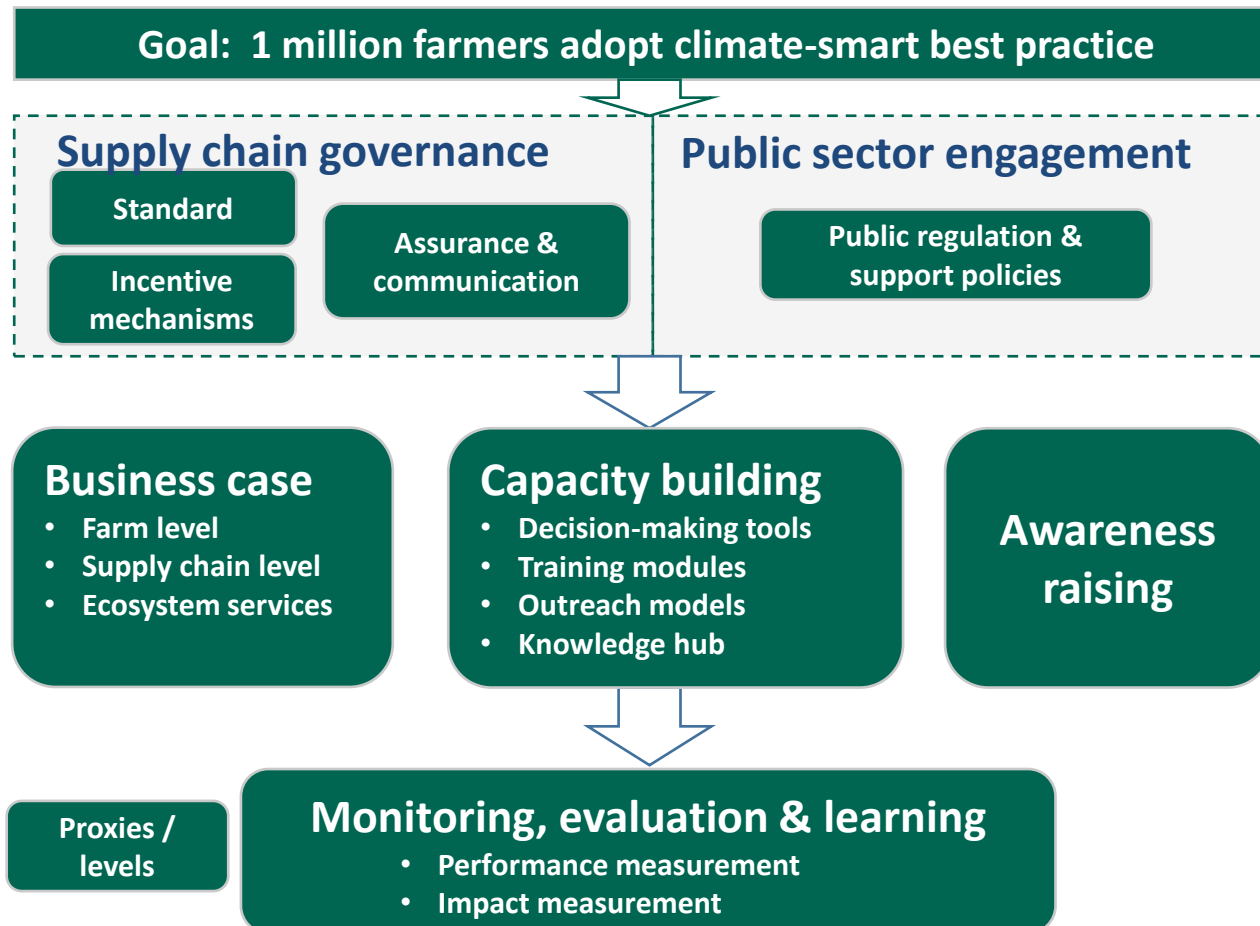 Goal:  1 million farmers adopt climate-smart best practice
Supply chain governance
Standard
Incentive
mechanisms
Assurance &
communication
Public sector engagement
Public regulation &
support policies
Business case
• Farm level
• Supply chain level
• Ecosystem services
Capacity building
• Decision-making tools
• Training modules
• Outreach models
• Knowledge hub
Awareness
raising
Proxies /
levels
Monitoring, evaluation & learning
• Performance measurement
• Impact measurement